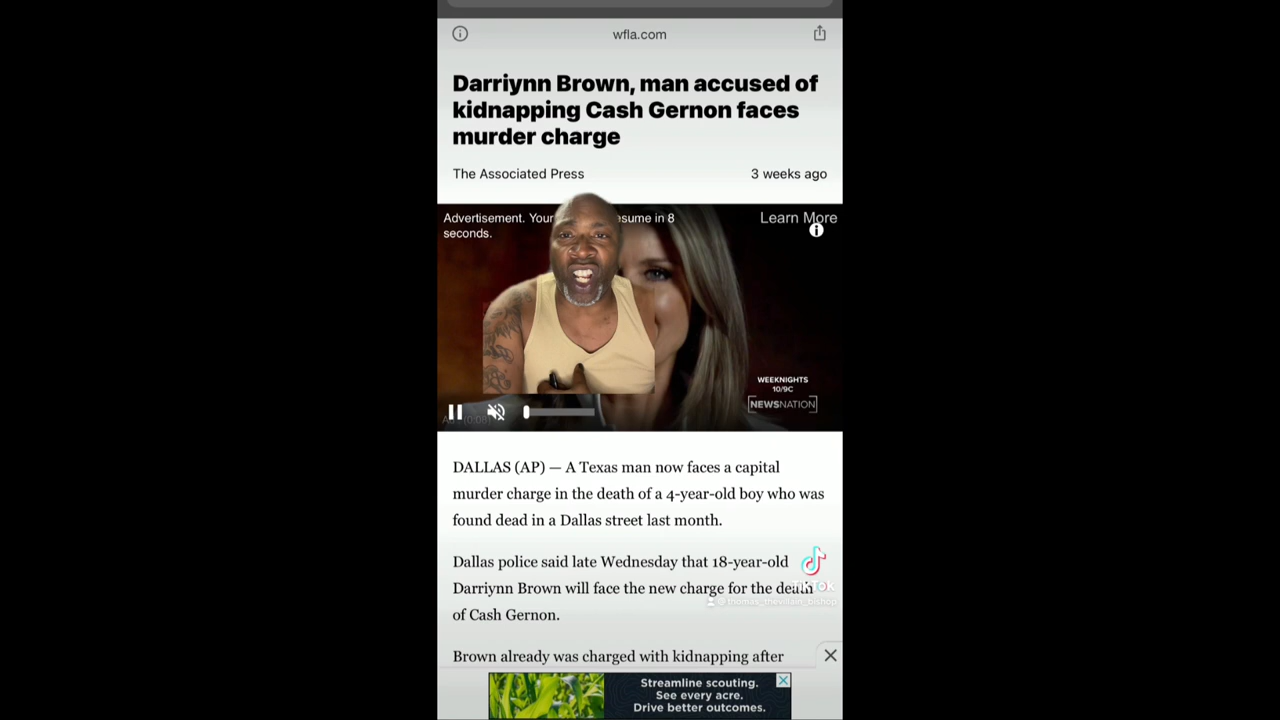 wfla.com
Darriynn Brown, man accused of
kidnapping Cash Gernon faces
murder charge
The Associated Press 3 weeks ago
Advertisement. Your esume in 8
seconds.
Learn More
WEEKNIGHTS
10/9C
NEWSNATION
DALLAS (AP) — A Texas man now faces a capital
murder charge in the death of a 4-year-old boy who was
found dead in a Dallas street last month.
Dallas police said late Wednesday that 18-year-old
Darriynn Brown will face the new charge for the death
of Cash Gernon.
TikTok
@thomas_thevillain_bishop
Brown already was charged with kidnapping after
Streamline scouting.
See every acre.
Drive better outcomes.